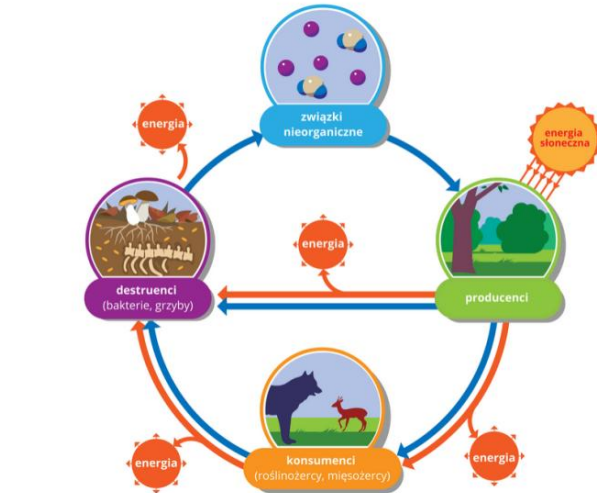 związki
nieorganiczne
energia
energia
słoneczna
energia
destruenci
(bakterie, grzyby)
producenci
konsumenci
(roślinożercy, mięsożercy)
energia
energia